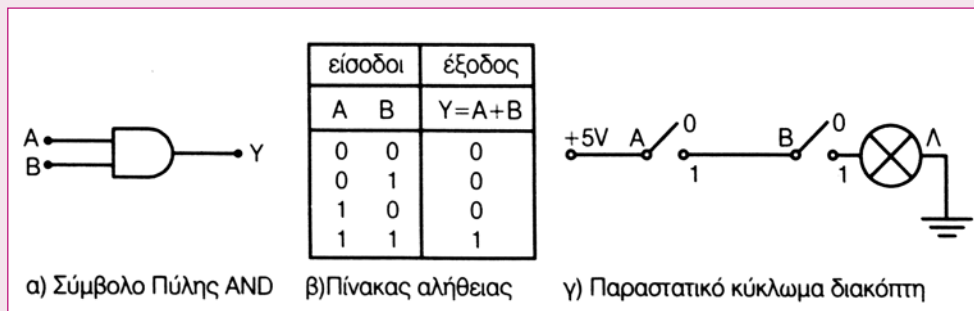 A
B
Y
είσοδοι έξοδος
A B Y=A+B
0 0 0
0 1 0
1 0 0
1 1 1
+5V A 0 1 B 0 1 Λ
α) Σύμβολο Πύλης AND
β)Πίνακας αλήθειας
γ) Παραστατικό κύκλωμα διακόπτη